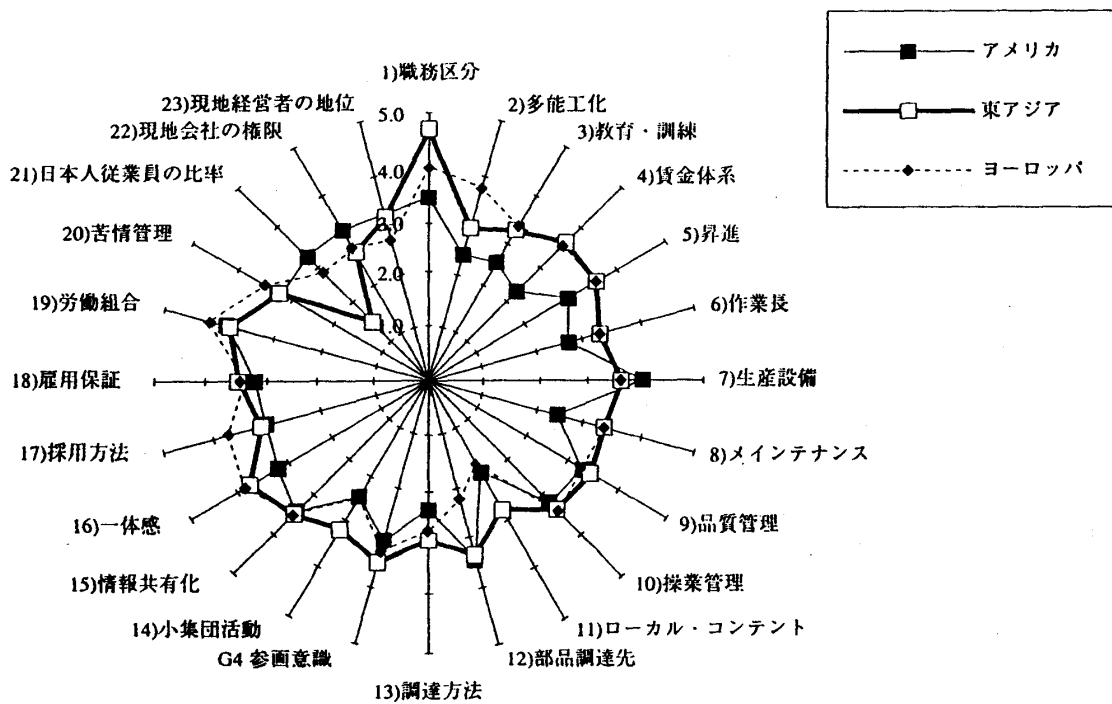 アメリカ
東アジア
ヨーロッパ
1)職務区分
2)多能工化
3)教育・訓練
4)賃金体系
5)昇進
6)作業長
7)生産設備
8)メインテナンス
9)品質管理
10)操業管理
11)ローカル・コンテント
12)部品調達先
13)調達方法
G4 参画意識
14)小集団活動
15)情報共有化
16)一体感
17)採用方法
18)雇用保証
19)労働組合
20)苦情管理
21)日本人従業員の比率
22)現地会社の権限
23)現地経営者の地位
5.0
4.0
3.0
2.0
1.0